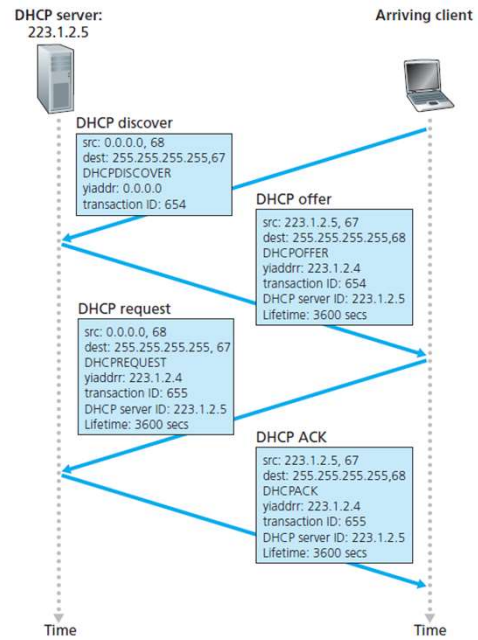 DHCP server:
223.1.2.5
Arriving client
DHCP discover
src: 0.0.0.0, 68
dest: 255.255.255.255,67
DHCPDISCOVER
yiaddr: 0.0.0.0
transaction ID: 654
DHCP offer
src: 223.1.2.5, 67
dest: 255.255.255.255,68
DHCPOFFER
yiaddrr: 223.1.2.4
transaction ID: 654
DHCP server ID: 223.1.2.5
Lifetime: 3600 secs
DHCP request
src: 0.0.0.0, 68
dest: 255.255.255.255, 67
DHCPREQUEST
yiaddrr: 223.1.2.4
transaction ID: 655
DHCP server ID: 223.1.2.5
Lifetime: 3600 secs
DHCP ACK
src: 223.1.2.5, 67
dest: 255.255.255.255,68
DHCPACK
yiaddrr: 223.1.2.4
transaction ID: 655
DHCP server ID: 223.1.2.5
Lifetime: 3600 secs
Time
Time